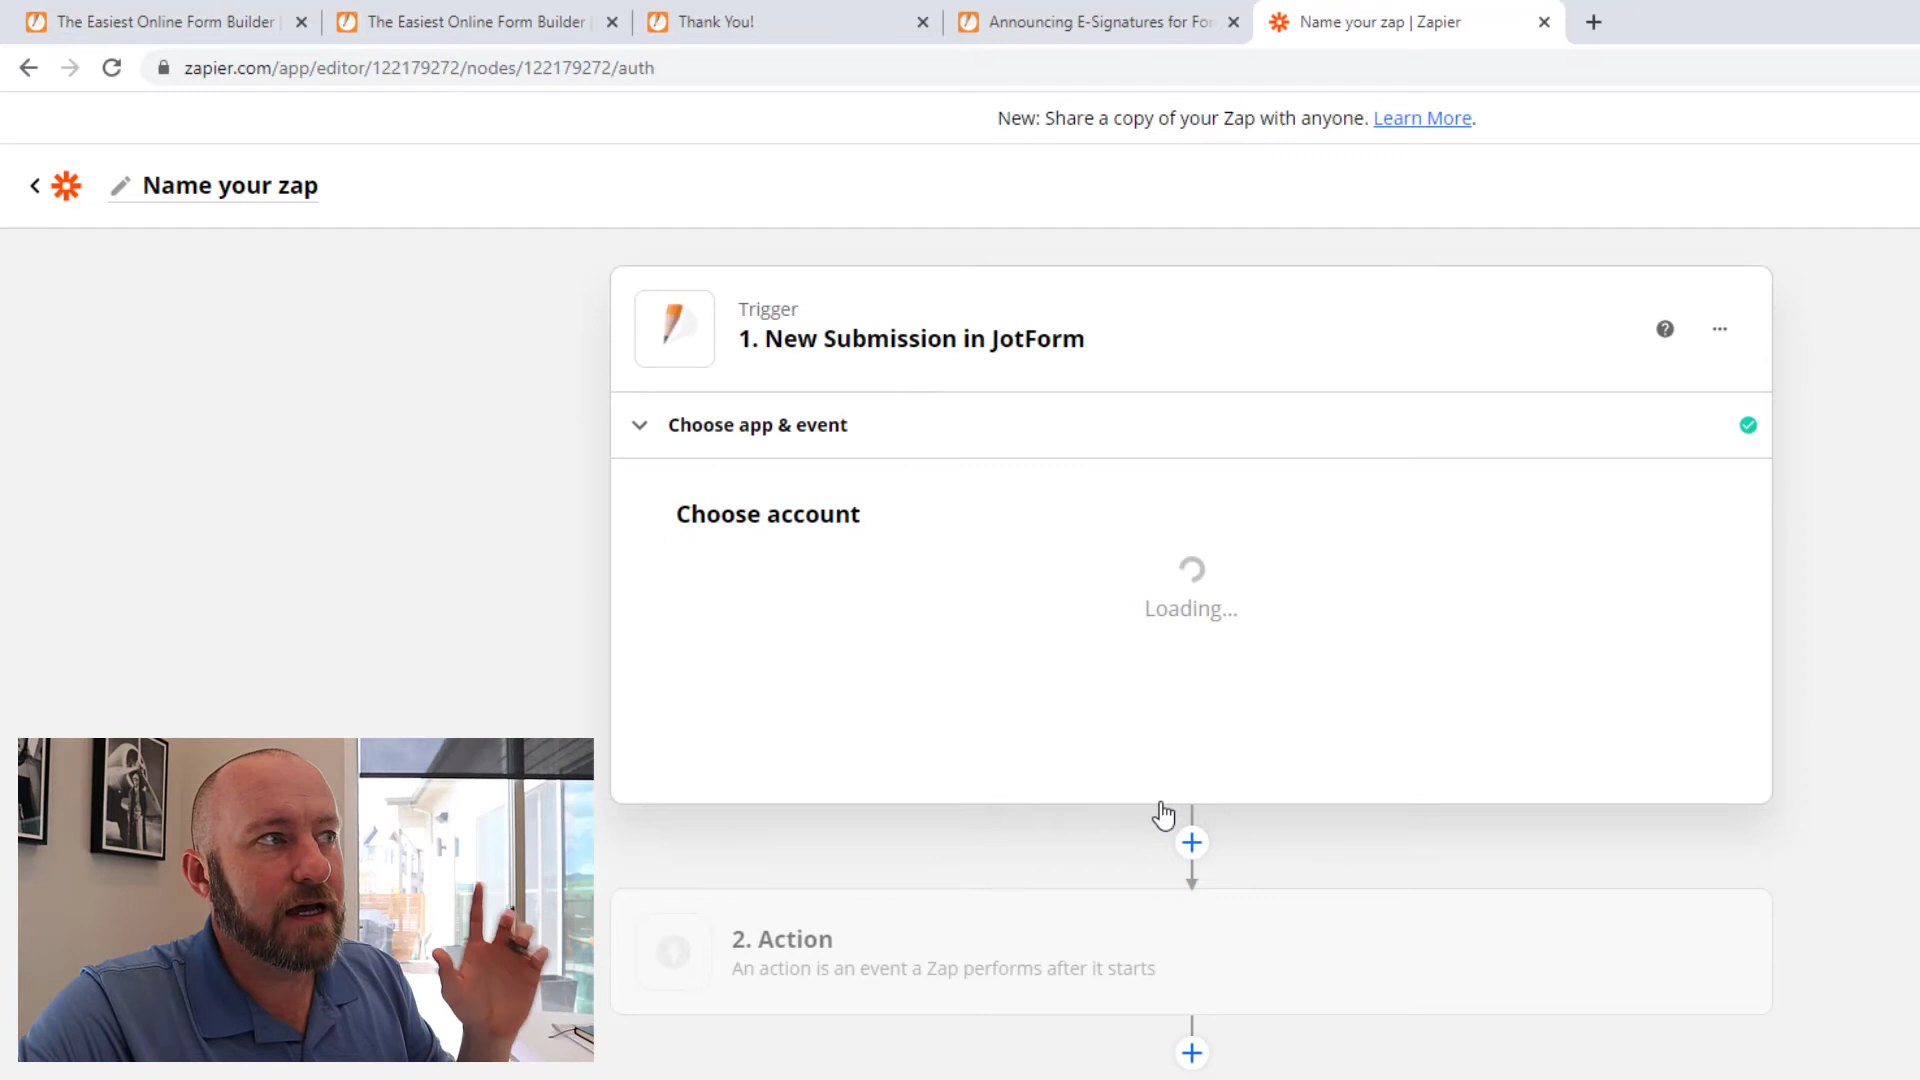 The Easiest Online Form Builder
The Easiest Online Form Builder
Thank You!
Announcing E-Signatures for For
Name your zap | Zapier
zapier.com/app/editor/122179272/nodes/122179272/auth
New: Share a copy of your Zap with anyone. Learn More.
Name your zap
Trigger
1. New Submission in JotForm
Choose app & event
Choose account
Loading...
2. Action
An action is an event a Zap performs after it starts